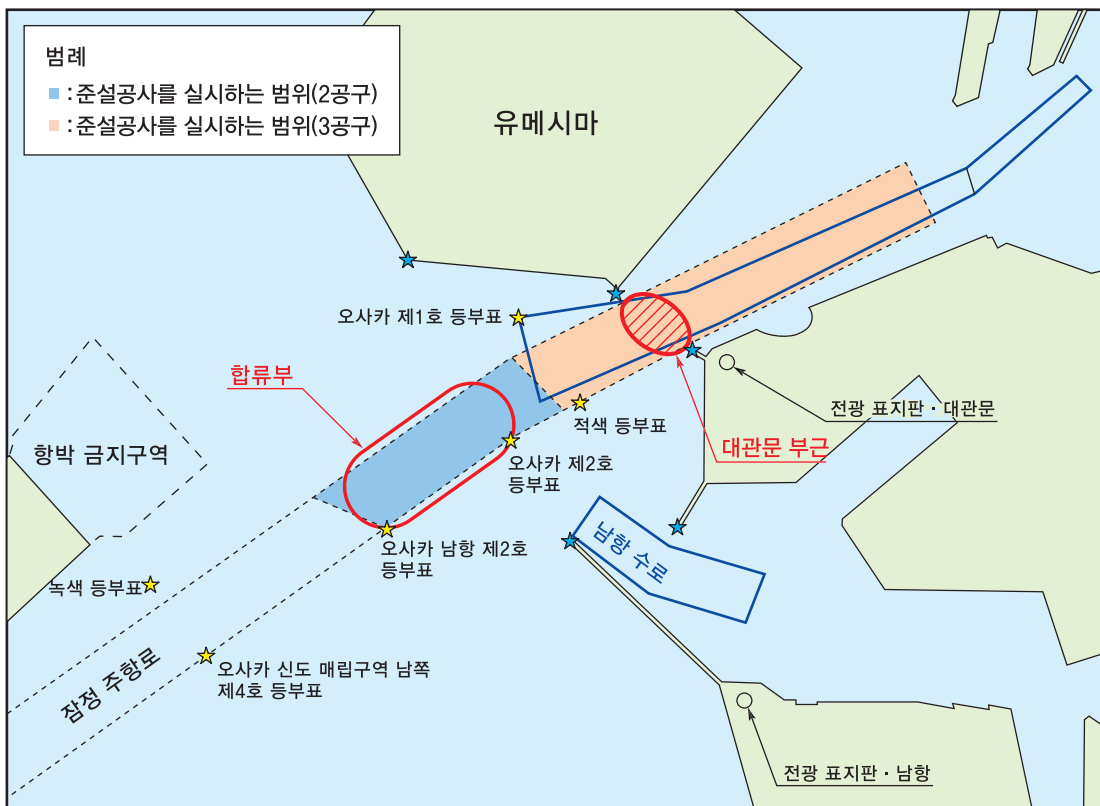 범례
: 준설공사를 실시하는 범위(2공구)
: 준설공사를 실시하는 범위(3공구)
유메시마
오사카 제1호 등부표
합류부
항박 금지구역
적색 등부표
전광 표지판 · 대관문
대관문 부근
오사카 제2호
등부표
남항 수로
오사카 남항 제2호
등부표
녹색 등부표
잠정 주항로
오사카 신도 매립구역 남쪽
제4호 등부표
전광 표지판 · 남항